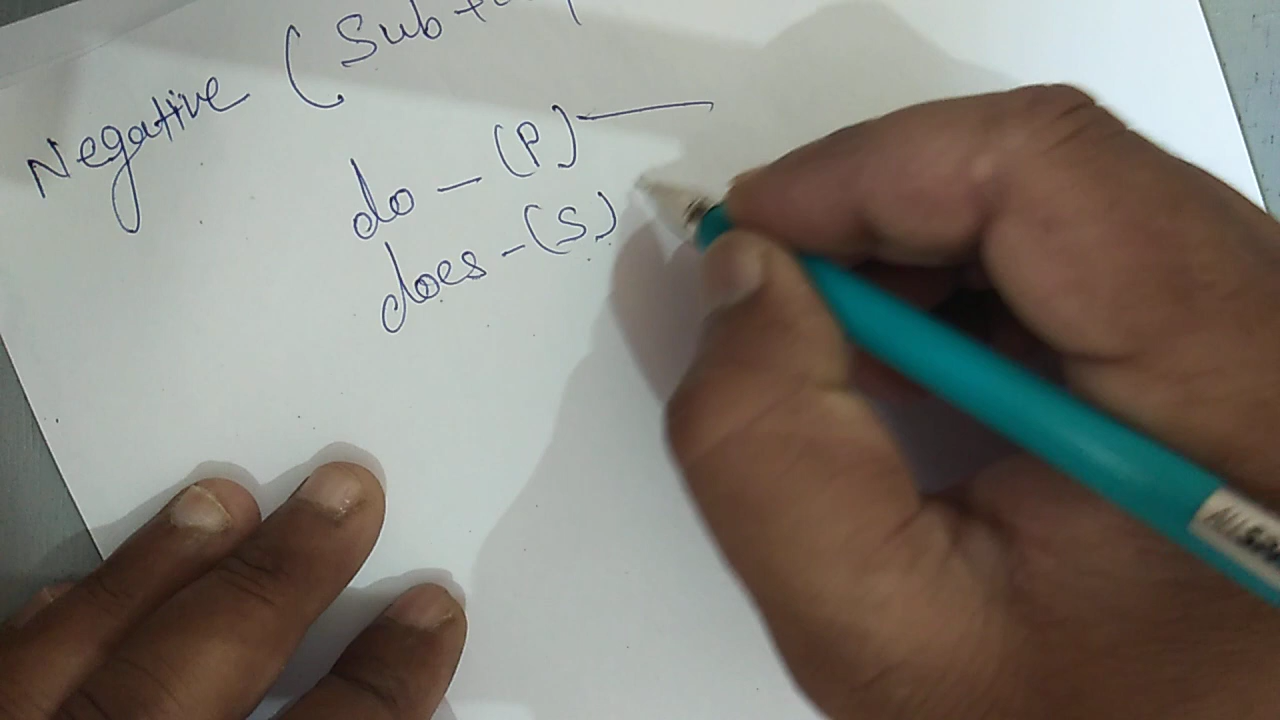 Negative (Sub +
do - (P) —
does - (S)